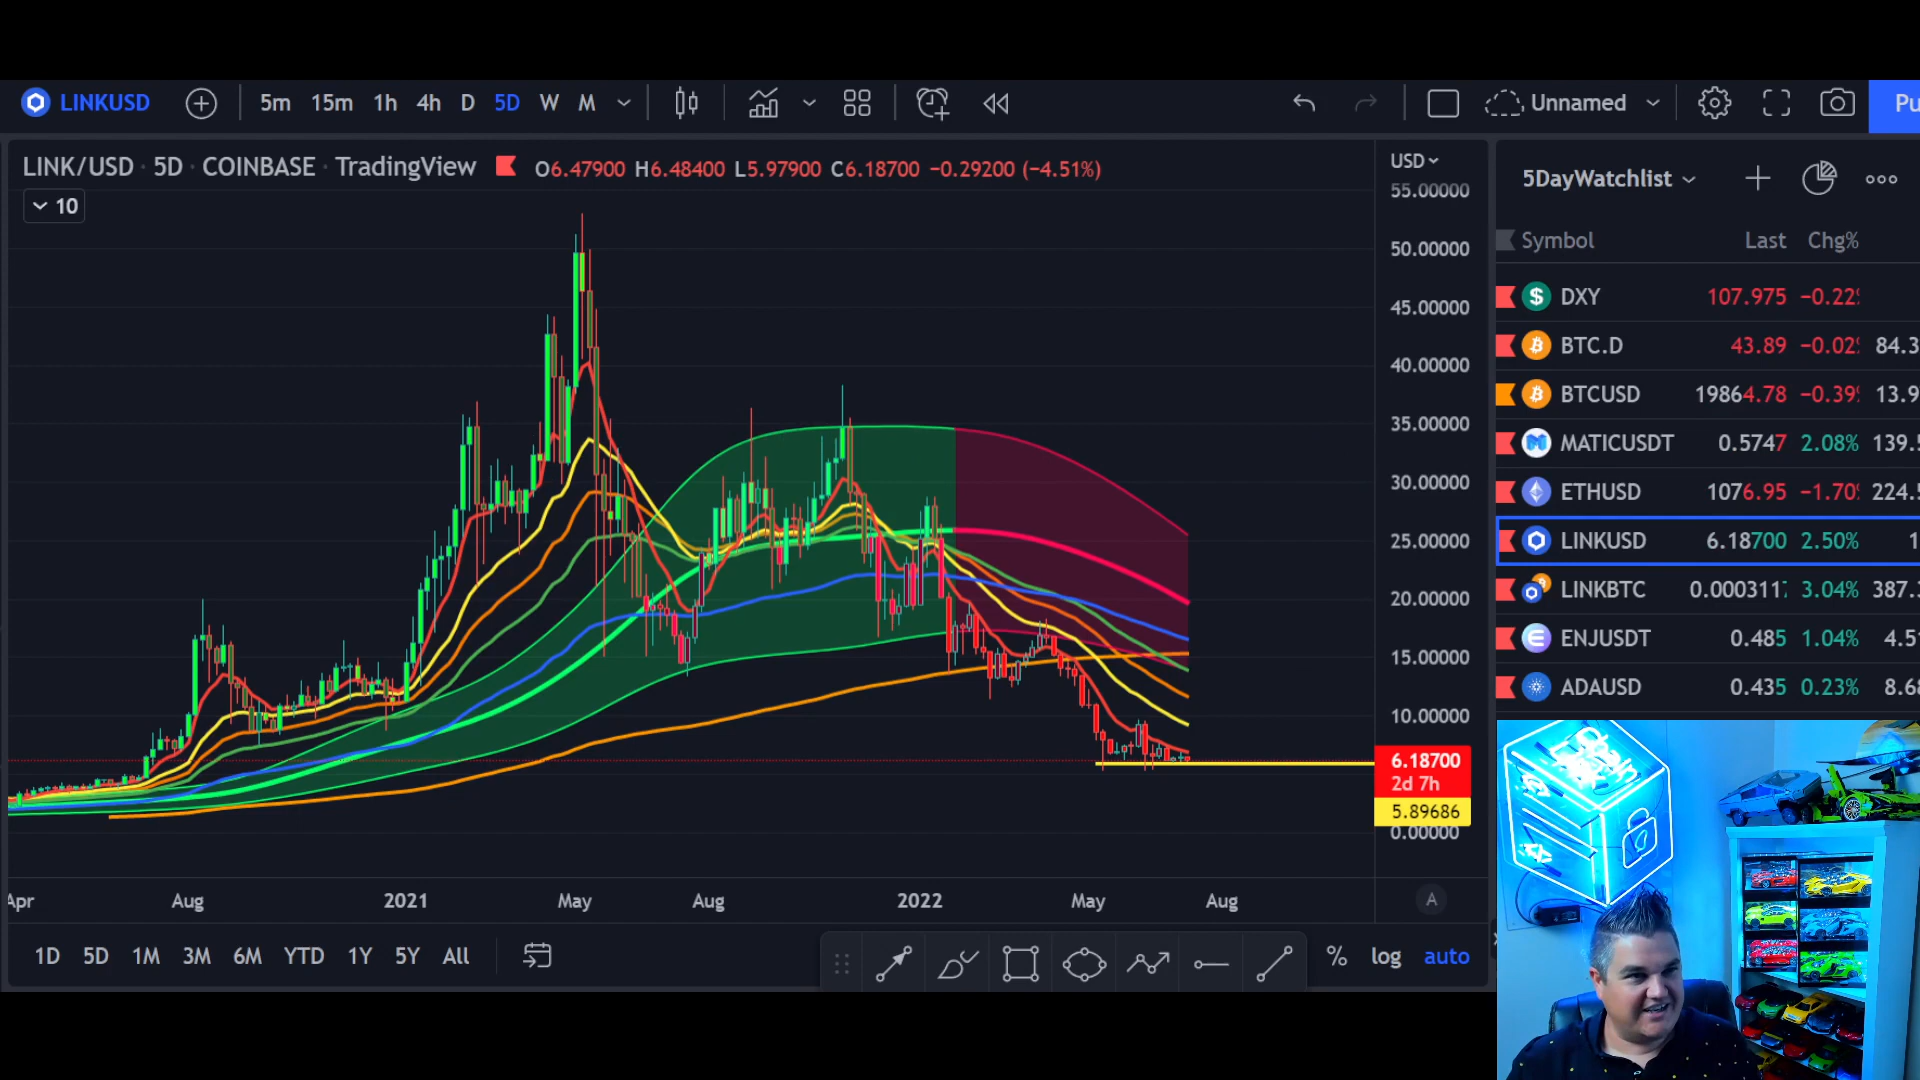 LINKUSD 5m 15m 1h 4h D 5D W M Unnamed Pu
LINK/USD · 5D · COINBASE · TradingView O6.47900 H6.48400 L5.97900 C6.18700 −0.29200 (−4.51%)
10
USD
55.00000
50.00000
45.00000
40.00000
35.00000
30.00000
25.00000
20.00000
15.00000
10.00000
6.18700
2d 7h
5.89686
0.00000
Apr Aug 2021 May Aug 2022 May Aug A
1D 5D 1M 3M 6M YTD 1Y 5Y All % log auto
5DayWatchlist
Symbol Last Chg%
DXY 107.975 −0.22
BTC.D 43.89 −0.02 84.3
BTCUSD 19864.78 −0.39 13.9
MATICUSDT 0.5747 2.08% 139.5
ETHUSD 1076.95 −1.70 224.5
LINKUSD 6.18700 2.50% 1
LINKBTC 0.0003117 3.04% 387.3
ENJUSDT 0.485 1.04% 4.5
ADAUSD 0.435 0.23% 8.68